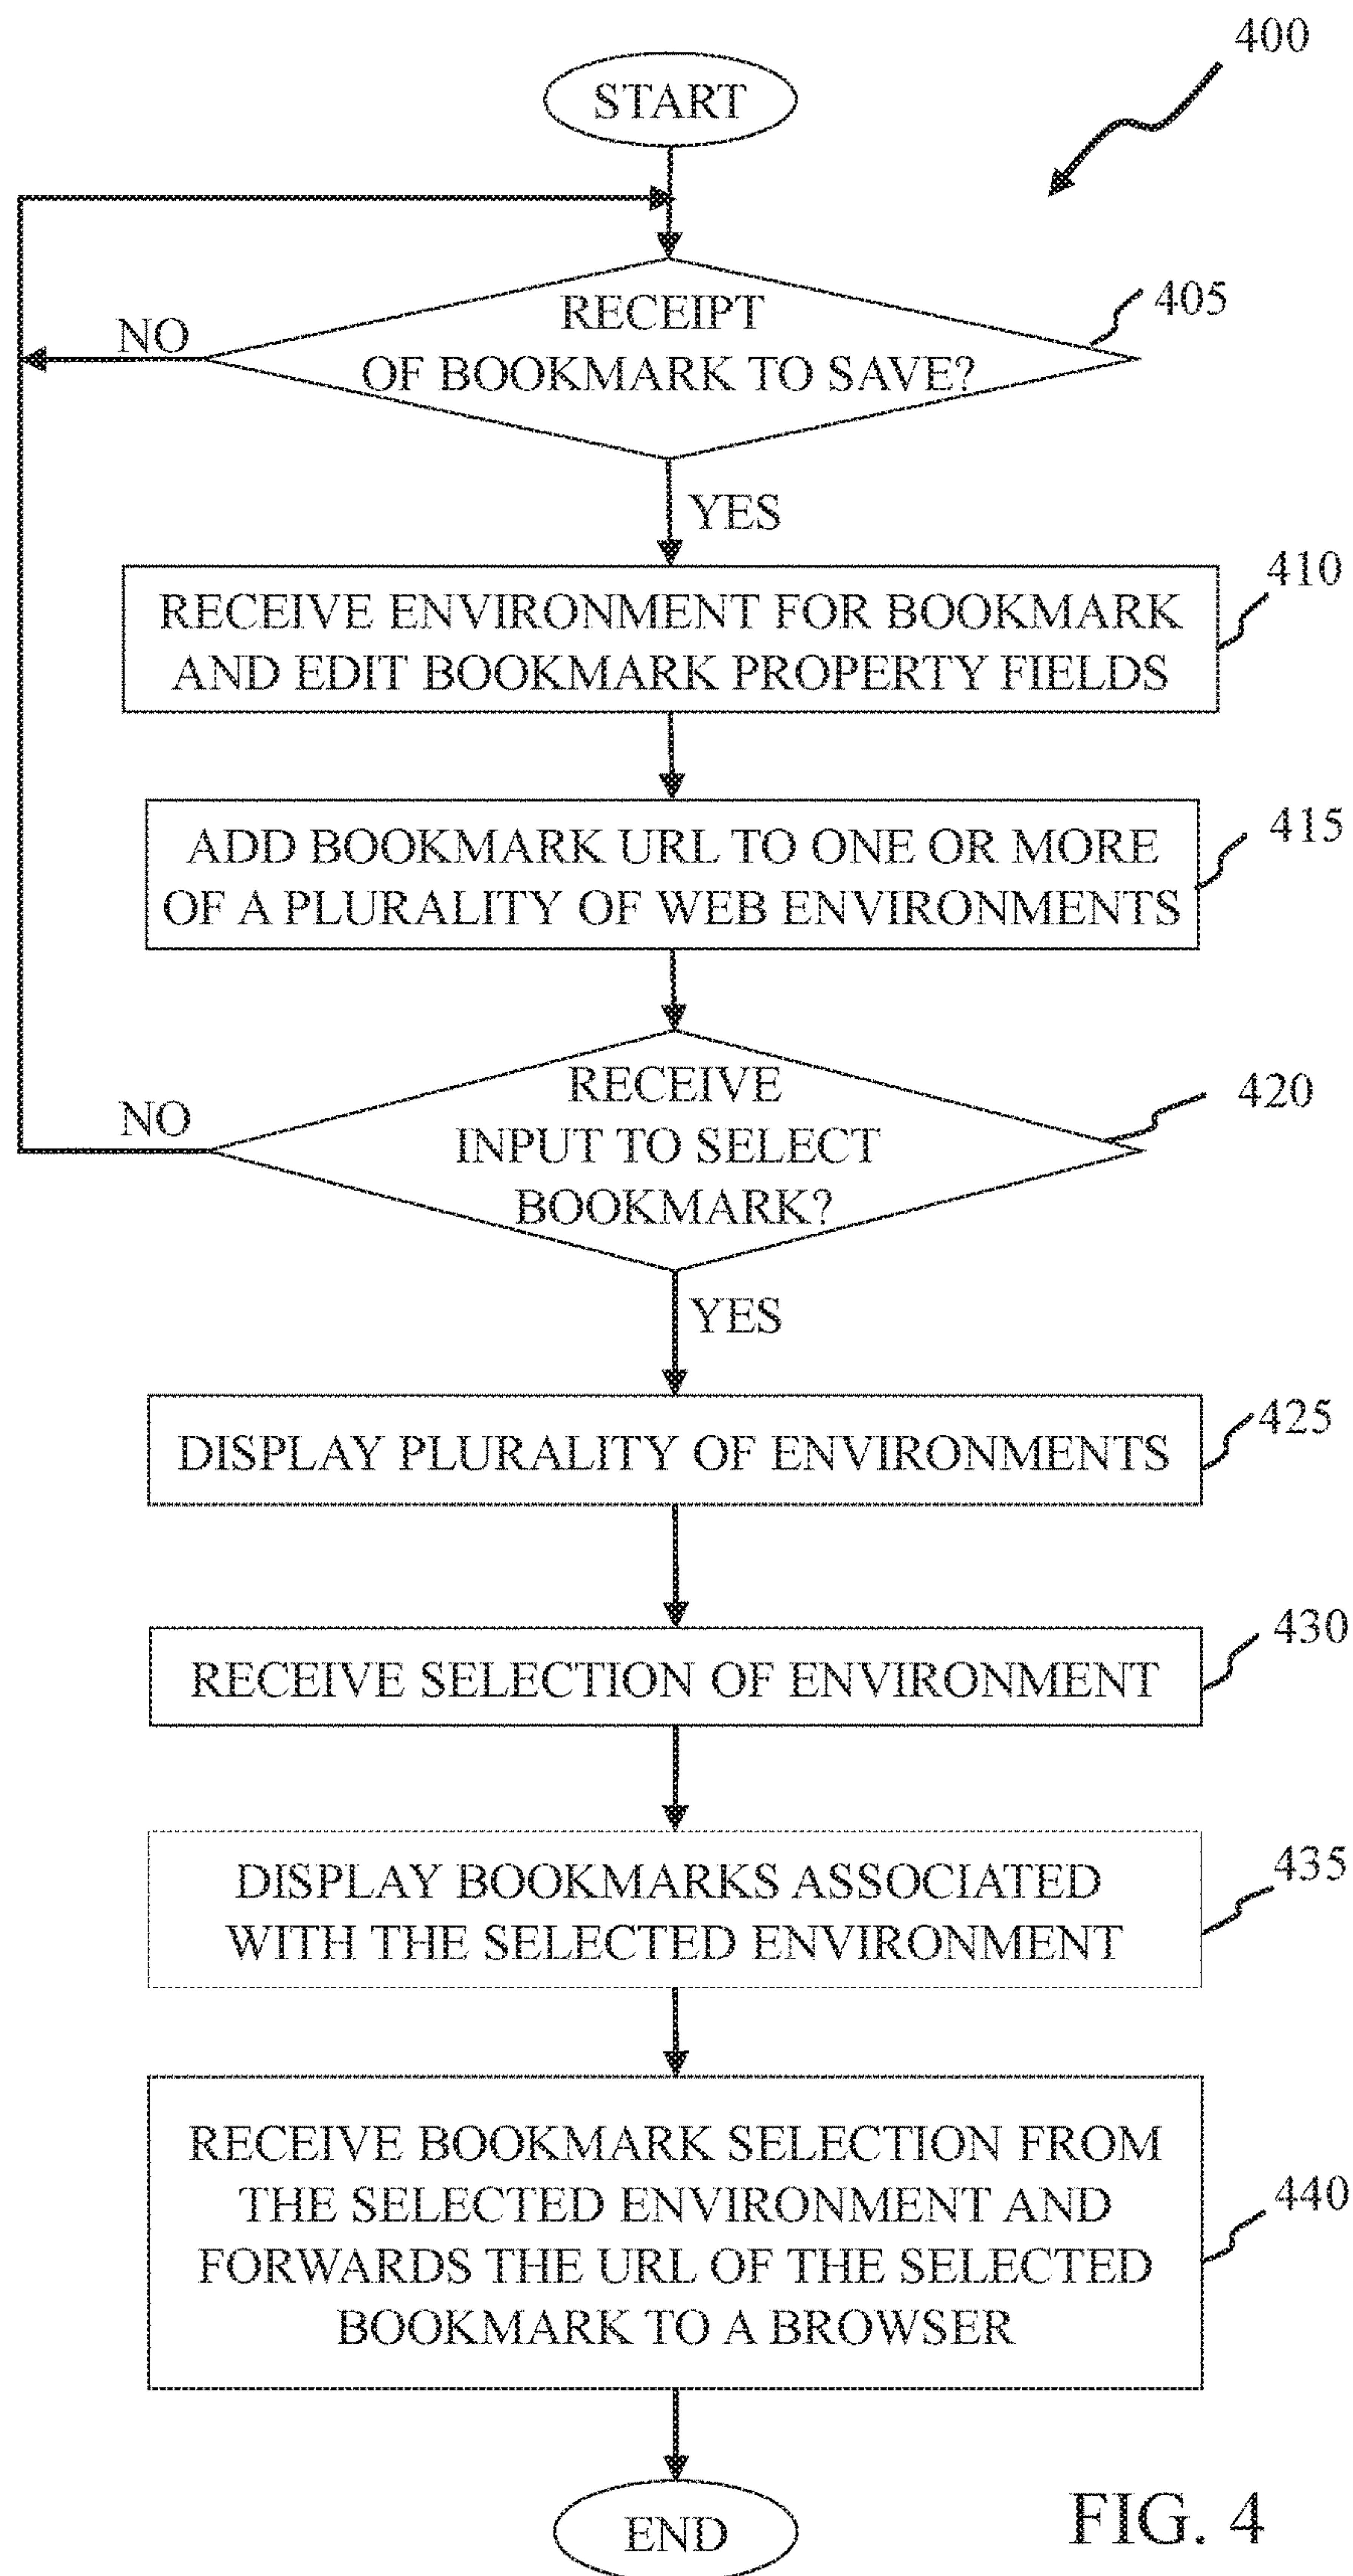 400
START
RECEIPT
OF BOOKMARK TO SAVE?
405
NO
YES
RECEIVE ENVIRONMENT FOR BOOKMARK
AND EDIT BOOKMARK PROPERTY FIELDS
410
ADD BOOKMARK URL TO ONE OR MORE
OF A PLURALITY OF WEB ENVIRONMENTS
415
RECEIVE
INPUT TO SELECT
BOOKMARK?
420
NO
YES
DISPLAY PLURALITY OF ENVIRONMENTS
425
RECEIVE SELECTION OF ENVIRONMENT
430
DISPLAY BOOKMARKS ASSOCIATED
WITH THE SELECTED ENVIRONMENT
435
RECEIVE BOOKMARK SELECTION FROM
THE SELECTED ENVIRONMENT AND
FORWARDS THE URL OF THE SELECTED
BOOKMARK TO A BROWSER
440
END
FIG. 4